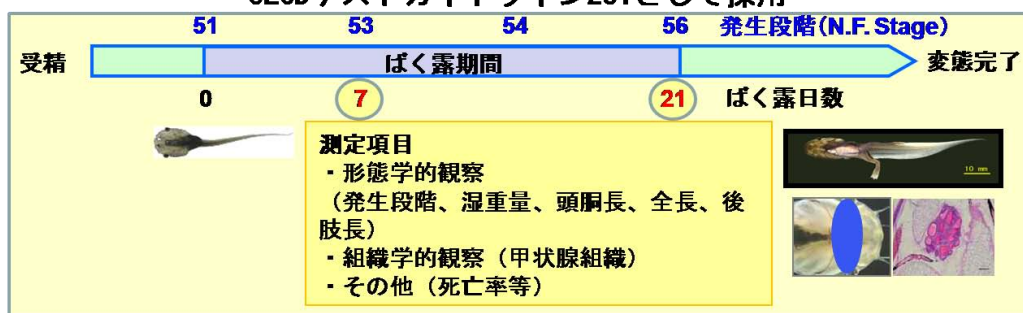 51 53 54 56 発生段階(N.F. Stage)
受精 ばく露期間 変態完了
0 7 21 ばく露日数
測定項目
・形態学的観察
(発生段階、湿重量、頭胴長、全長、後
肢長)
・組織学的観察(甲状腺組織)
・その他(死亡率等)
10 mm